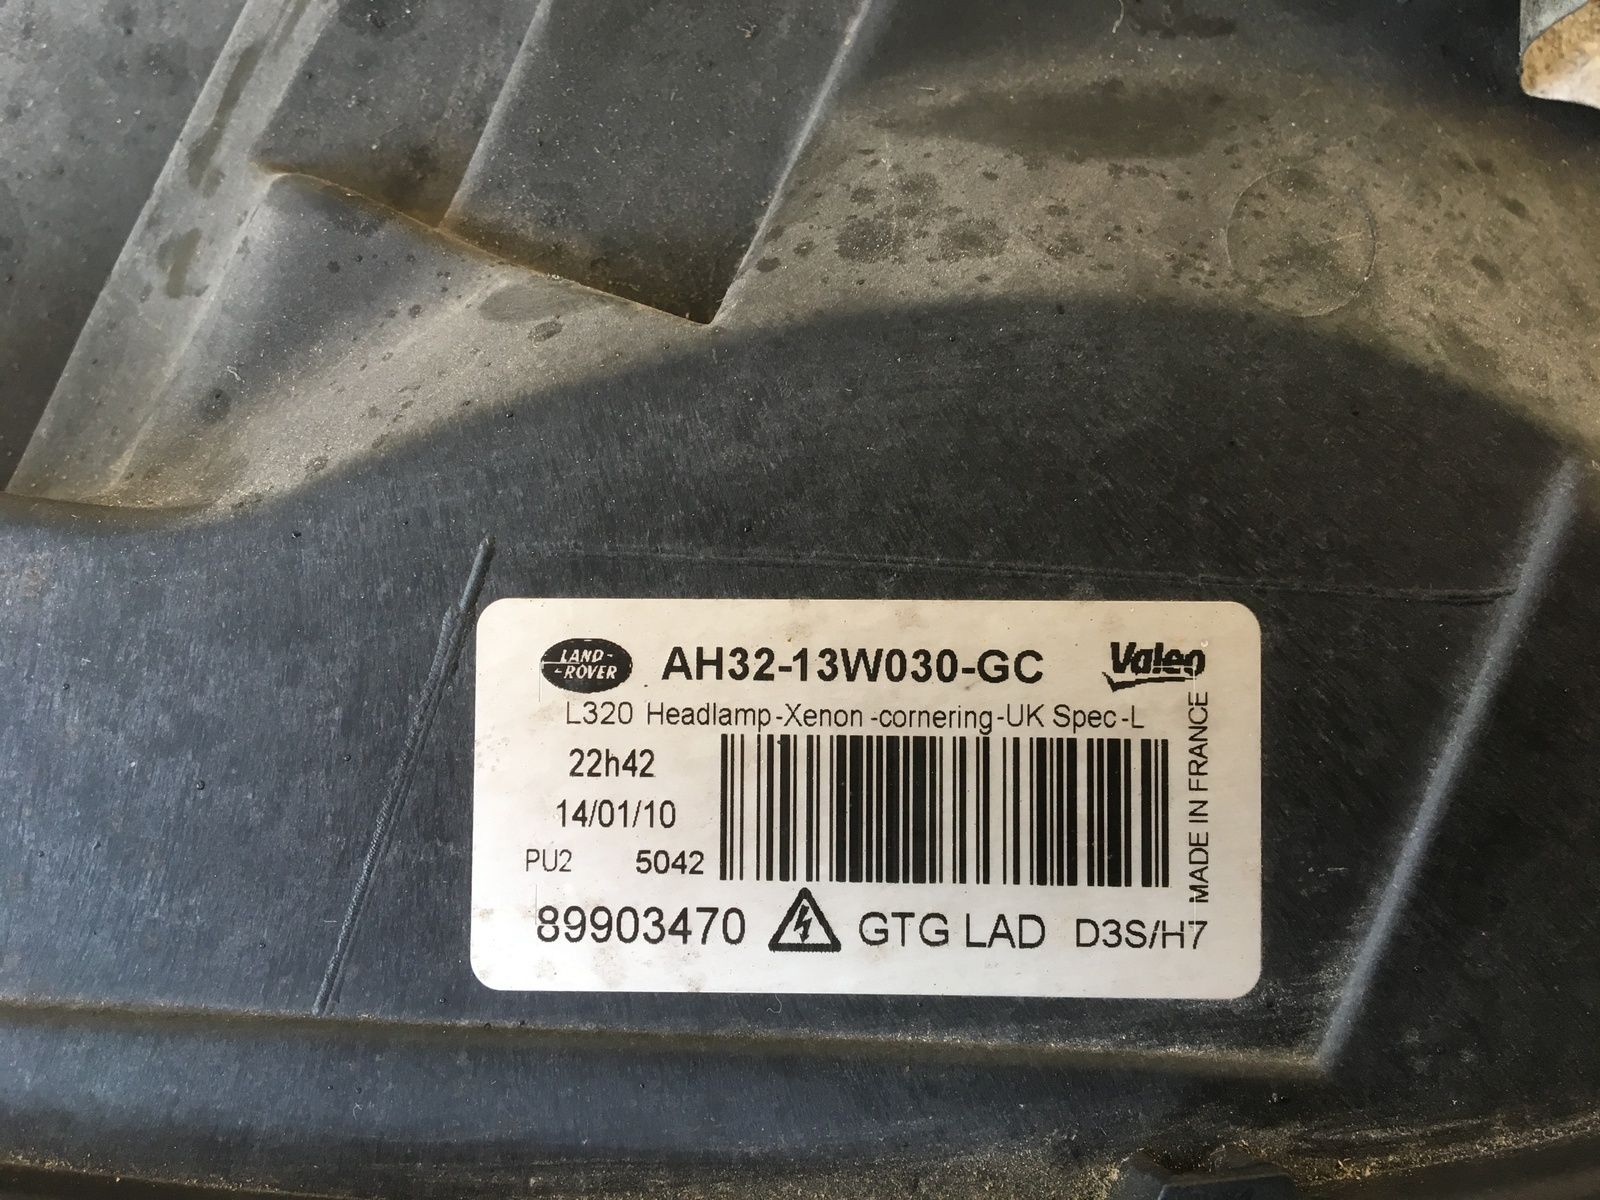 LAND-
-ROVER
AH32-13W030-GC
Valeo
L320 Headlamp-Xenon-cornering-UK Spec-L
22h42
14/01/10
PU2 5042
MADE IN FRANCE
89903470 GTG LAD D3S/H7